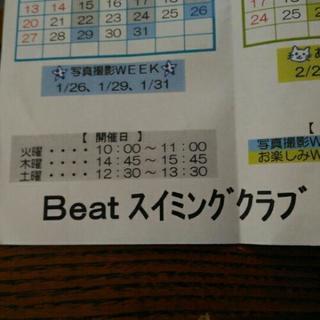 13 14 15 16 17 18 19
20 21 22 23 24 25 26
27 28 29 30 31
写真撮影WEEK
1/26、1/29、1/31
【 開催日 】
火曜 ・・・・ 10:00～11:00
木曜 ・・・・ 14:45～15:45
土曜 ・・・・ 12:30～13:30
Beat スイミングクラブ
17 18
24 25
あ
2/2
【
写真撮影W
お楽しみW